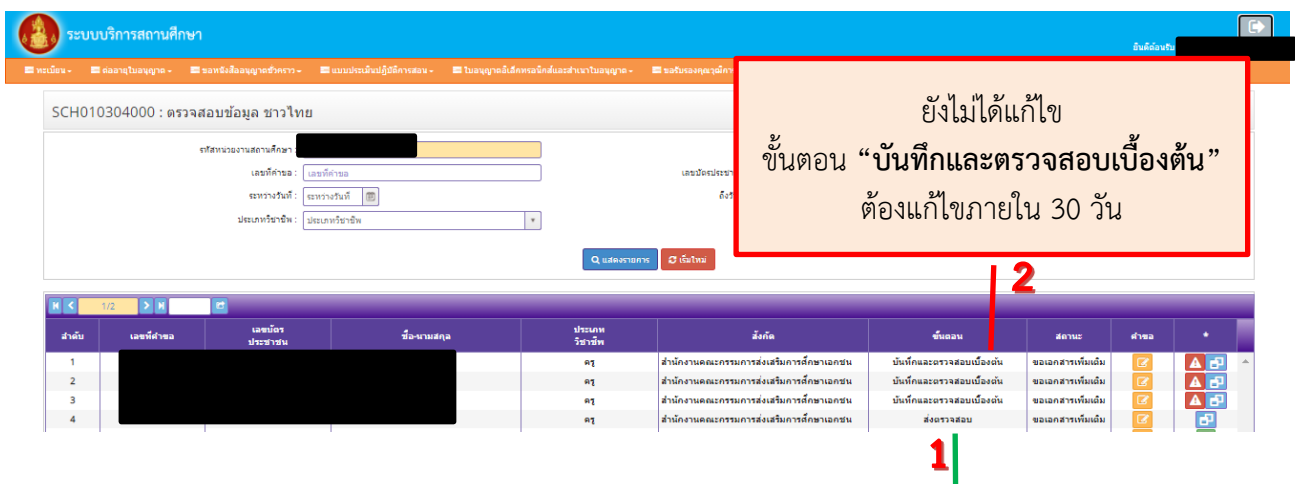 ระบบบริการสถานศึกษา
ยินดีต้อนรับ
ทะเบียน
ต่ออายุใบอนุญาต
ขอหนังสืออนุญาตชั่วคราว
แบบประเมินปฏิบัติการสอน
ใบอนุญาตอิเล็กทรอนิกส์และสำเนาใบอนุญาต
SCH010304000 : ตรวจสอบข้อมูล ชาวไทย
รหัสหน่วยงานสถานศึกษา :
เลขที่คำขอ : เลขที่คำขอ
ระหว่างวันที่ : ระหว่างวันที่
ประเภทวิชาชีพ : ประเภทวิชาชีพ
แสดงรายการ เริ่มใหม่
ยังไม่ได้แก้ไข
ขั้นตอน “บันทึกและตรวจสอบเบื้องต้น”
ต้องแก้ไขภายใน 30 วัน
2
1/2
ลำดับ เลขที่คำขอ เลขบัตรประชาชน ชื่อ-นามสกุล ประเภทวิชาชีพ สังกัด ขั้นตอน สถานะ คำขอ *
1 ครู สำนักงานคณะกรรมการส่งเสริมการศึกษาเอกชน บันทึกและตรวจสอบเบื้องต้น ขอเอกสารเพิ่มเติม
2 ครู สำนักงานคณะกรรมการส่งเสริมการศึกษาเอกชน บันทึกและตรวจสอบเบื้องต้น ขอเอกสารเพิ่มเติม
3 ครู สำนักงานคณะกรรมการส่งเสริมการศึกษาเอกชน บันทึกและตรวจสอบเบื้องต้น ขอเอกสารเพิ่มเติม
4 ครู สำนักงานคณะกรรมการส่งเสริมการศึกษาเอกชน ส่งตรวจสอบ ขอเอกสารเพิ่มเติม
1